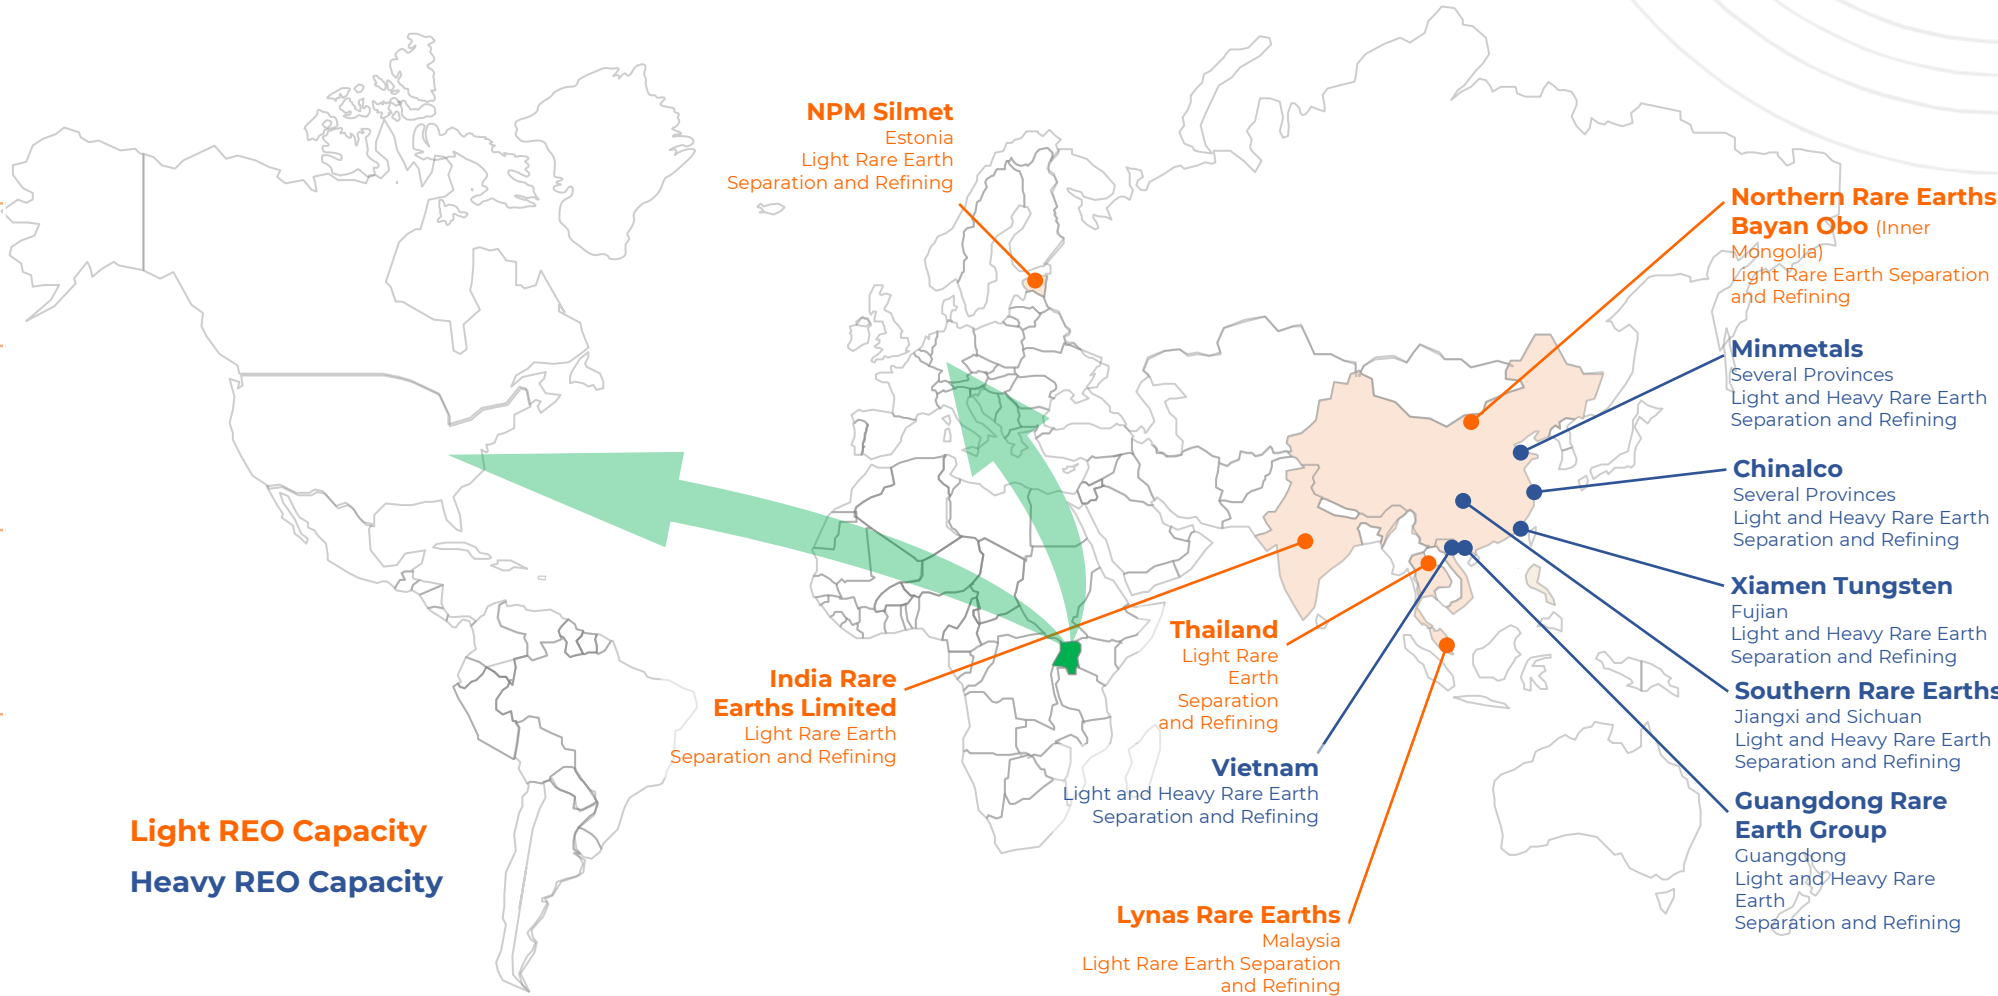 NPM Silmet
Estonia
Light Rare Earth
Separation and Refining
Northern Rare Earths
Bayan Obo (Inner
Mongolia)
Light Rare Earth Separation
and Refining
Minmetals
Several Provinces
Light and Heavy Rare Earth
Separation and Refining
Chinalco
Several Provinces
Light and Heavy Rare Earth
Separation and Refining
Xiamen Tungsten
Fujian
Light and Heavy Rare Earth
Separation and Refining
Southern Rare Earths
Jiangxi and Sichuan
Light and Heavy Rare Earth
Separation and Refining
Guangdong Rare
Earth Group
Guangdong
Light and Heavy Rare
Earth
Separation and Refining
Thailand
Light Rare
Earth
Separation
and Refining
India Rare
Earths Limited
Light Rare Earth
Separation and Refining
Vietnam
Light and Heavy Rare Earth
Separation and Refining
Lynas Rare Earths
Malaysia
Light Rare Earth Separation
and Refining
Light REO Capacity
Heavy REO Capacity